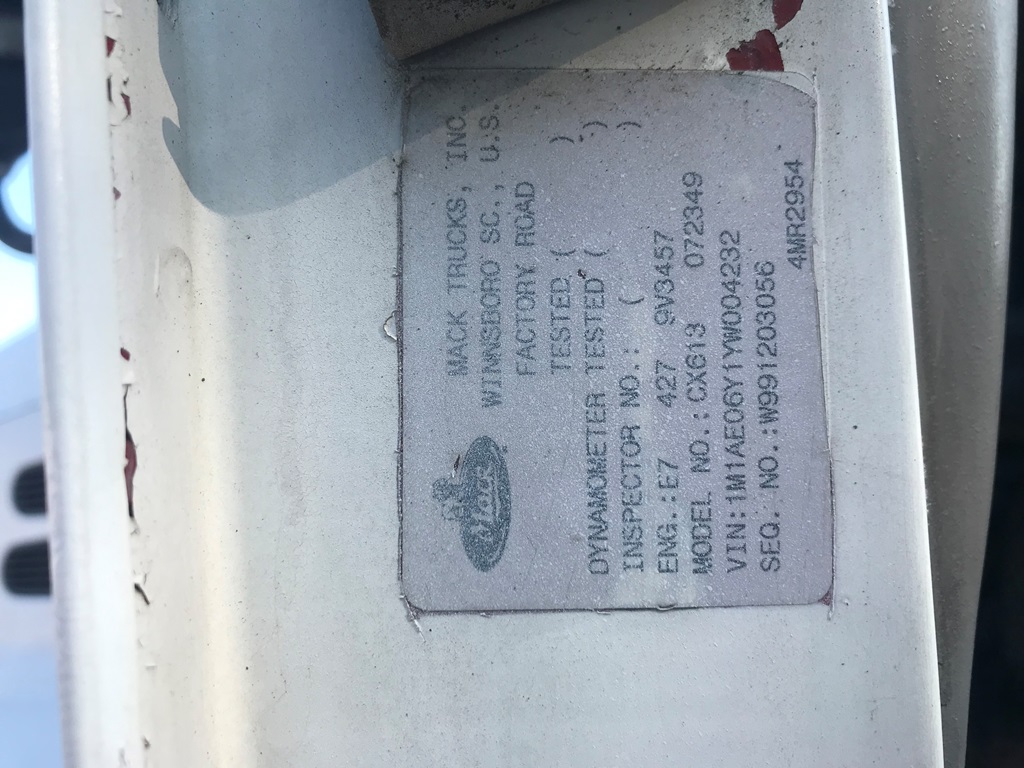 Mack
MACK TRUCKS, INC.
WINNSBORO SC., U.S.
FACTORY ROAD
TESTED ( )
DYNAMOMETER TESTED ( )
INSPECTOR NO.: ( )
ENG.:E7 427 9V3457
MODEL NO.:CX613 072349
VIN:1M1AE06Y1YW004232
SEQ. NO.:W991203056
4MR2954